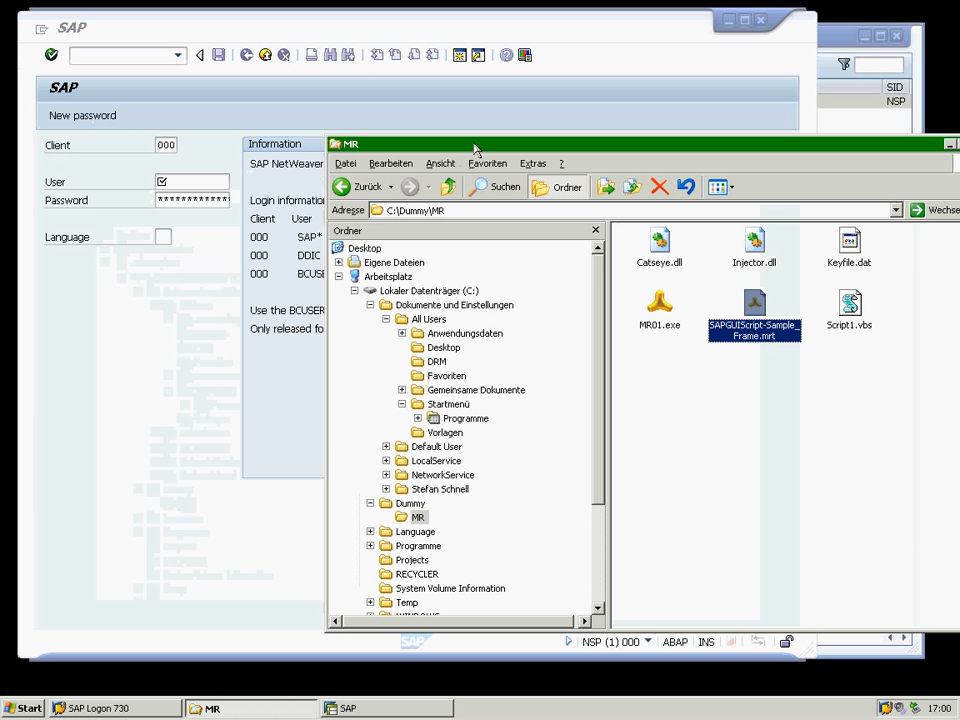 SAP
SID
NSP
SAP
New password
Client 000
User
Password ************
Language
Information
SAP NetWeaver
Login informatio
Client User
000 SAP*
000 DDIC
000 BCUSE
Use the BCUSER
Only released fo
MR
Datei Bearbeiten Ansicht Favoriten Extras ?
Zurück Suchen Ordner
Adresse C:\Dummy\MR Wechse
Ordner
Desktop
Eigene Dateien
Arbeitsplatz
Lokaler Datenträger (C:)
Dokumente und Einstellungen
All Users
Anwendungsdaten
Desktop
DRM
Favoriten
Gemeinsame Dokumente
Startmenü
Programme
Vorlagen
Default User
LocalService
NetworkService
Stefan Schnell
Dummy
MR
Language
Programme
Projects
RECYCLER
System Volume Information
Temp
Catseye.dll
Injector.dll
Keyfile.dat
MR01.exe
SAPGUIScript-Sample_
Frame.mrt
Script1.vbs
SAP
NSP (1) 000 ABAP INS
Start SAP Logon 730 MR SAP 17:00